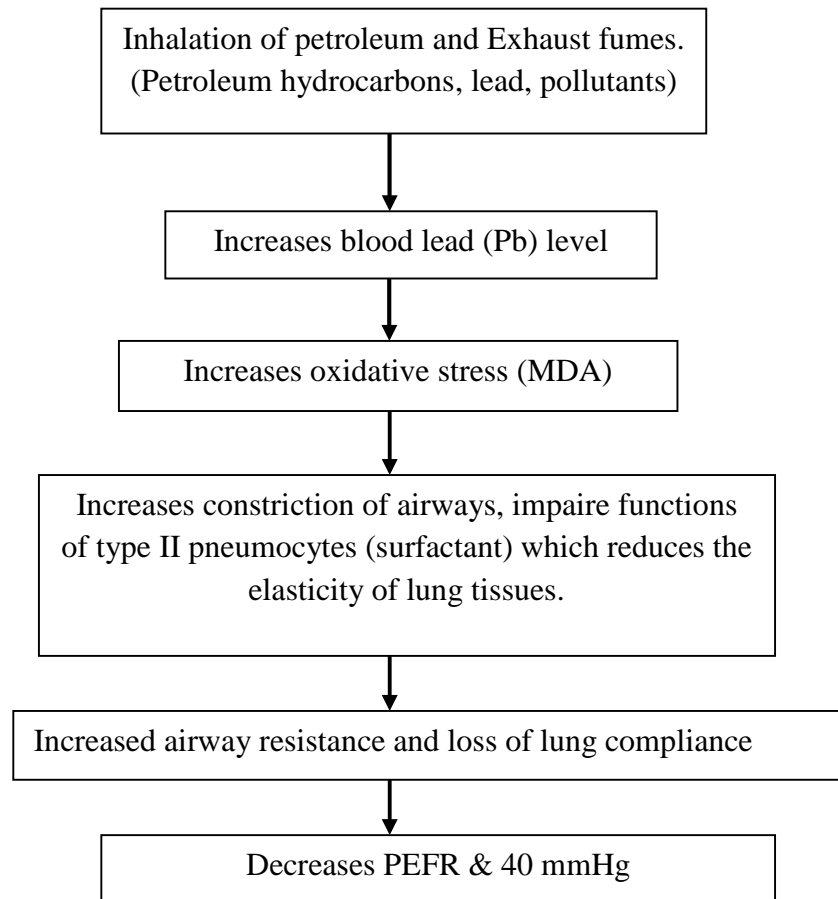 Inhalation of petroleum and Exhaust fumes.
(Petroleum hydrocarbons, lead, pollutants)
Increases blood lead (Pb) level
Increases oxidative stress (MDA)
Increases constriction of airways, impaire functions
of type II pneumocytes (surfactant) which reduces the
elasticity of lung tissues.
Increased airway resistance and loss of lung compliance
Decreases PEFR & 40 mmHg